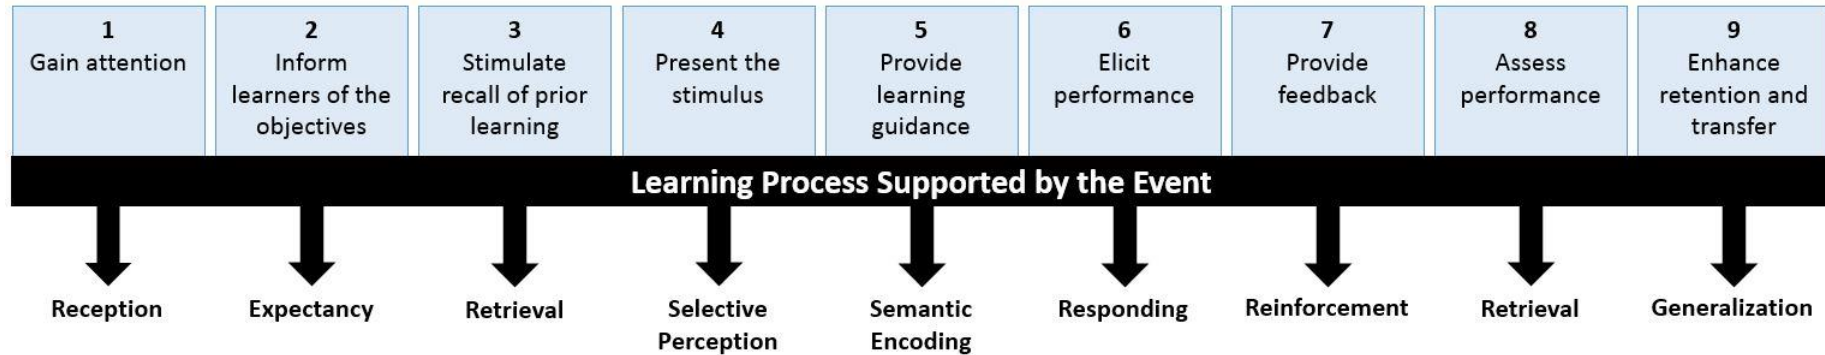 1
Gain attention
2
Inform
learners of the
objectives
3
Stimulate
recall of prior
learning
4
Present the
stimulus
5
Provide
learning
guidance
6
Elicit
performance
7
Provide
feedback
8
Assess
performance
9
Enhance
retention and
transfer
Learning Process Supported by the Event
Reception
Expectancy
Retrieval
Selective
Perception
Semantic
Encoding
Responding
Reinforcement
Retrieval
Generalization